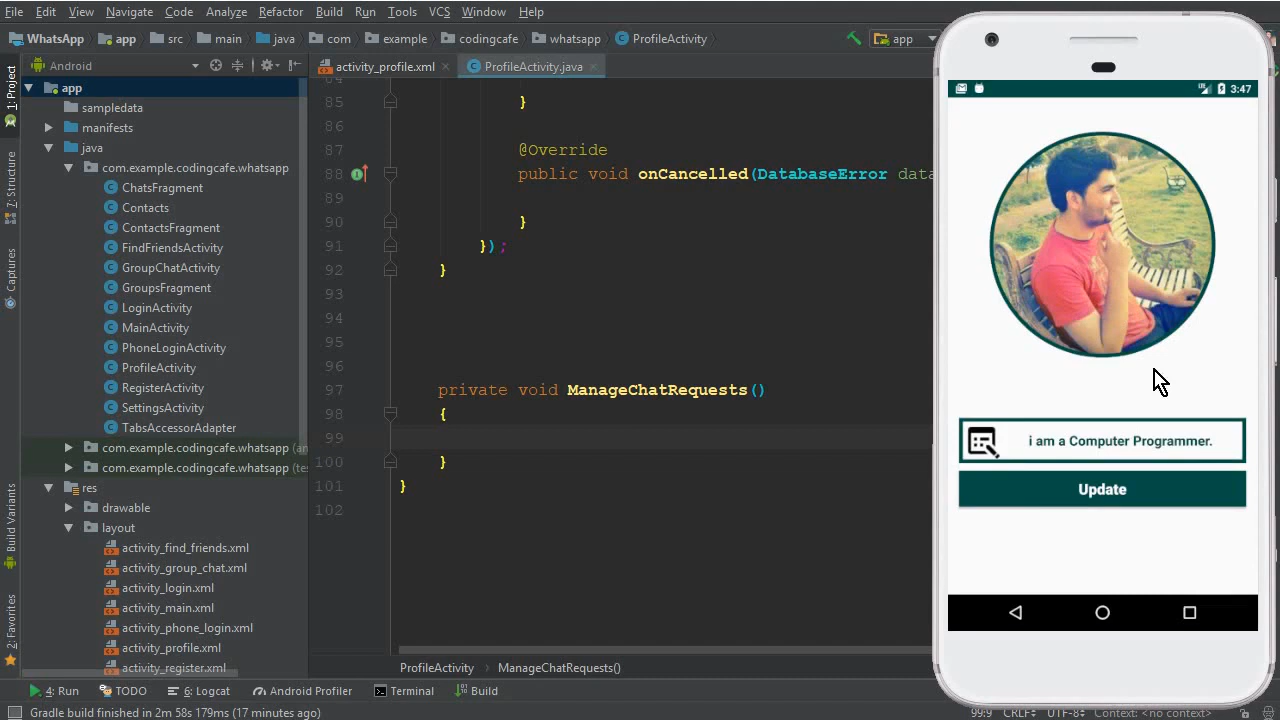 File Edit View Navigate Code Analyze Refactor Build Run Tools VCS Window Help
WhatsApp app src main java com example codingcafe whatsapp ProfileActivity app
Android
activity_profile.xml ProfileActivity.java
1: Project
7: Structure
Captures
Build Variants
2: Favorites
app
sampledata
manifests
java
com.example.codingcafe.whatsapp
ChatsFragment
Contacts
ContactsFragment
FindFriendsActivity
GroupChatActivity
GroupsFragment
LoginActivity
MainActivity
PhoneLoginActivity
ProfileActivity
RegisterActivity
SettingsActivity
TabsAccessorAdapter
com.example.codingcafe.whatsapp (an
com.example.codingcafe.whatsapp (te
res
drawable
layout
activity_find_friends.xml
activity_group_chat.xml
activity_login.xml
activity_main.xml
activity_phone_login.xml
activity_profile.xml
activity_register.xml
85 }
86
87 @Override
88 public void onCancelled(DatabaseError data
89
90 }
91 });
92 }
93
94
95
96
97 private void ManageChatRequests()
98 {
99
100 }
101 }
102
ProfileActivity ManageChatRequests()
LTE 3:47
i am a Computer Programmer.
Update
4: Run TODO 6: Logcat Android Profiler Terminal Build
Gradle build finished in 2m 58s 179ms (17 minutes ago)
99:9 CRLF UTF-8 Context: <no context>